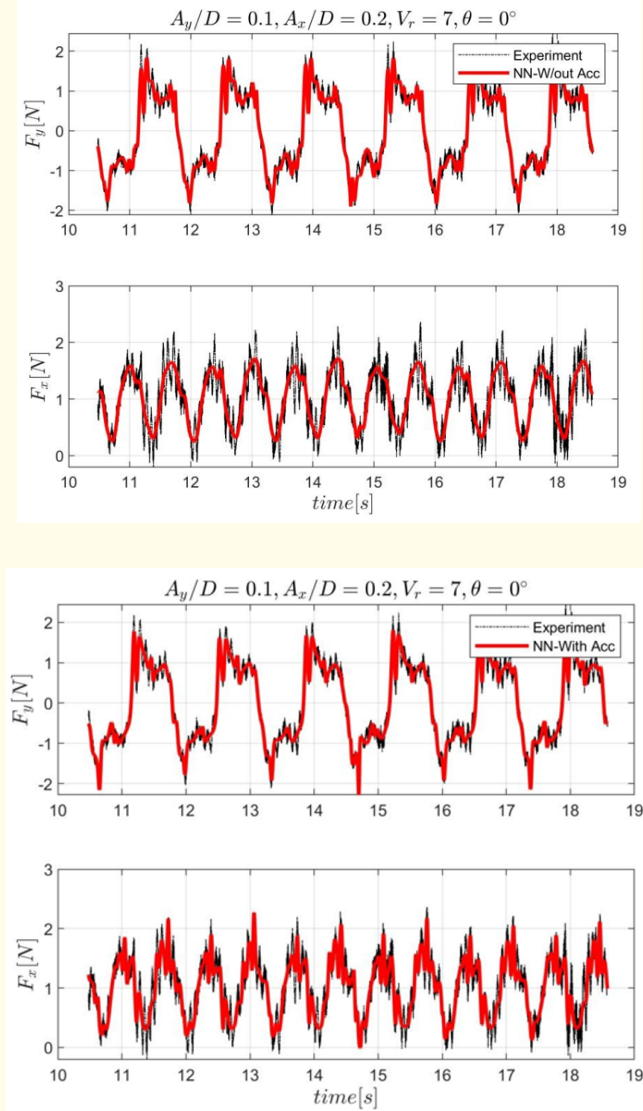 A_y/D = 0.1, A_x/D = 0.2, V_r = 7, θ = 0°
2
1
0
-1
-2
F_y[N]
Experiment
NN-W/out Acc
10 11 12 13 14 15 16 17 18 19
3
2
1
0
F_x[N]
10 11 12 13 14 15 16 17 18 19
time[s]
A_y/D = 0.1, A_x/D = 0.2, V_r = 7, θ = 0°
2
1
0
-1
-2
F_y[N]
Experiment
NN-With Acc
10 11 12 13 14 15 16 17 18 19
3
2
1
0
F_x[N]
10 11 12 13 14 15 16 17 18 19
time[s]